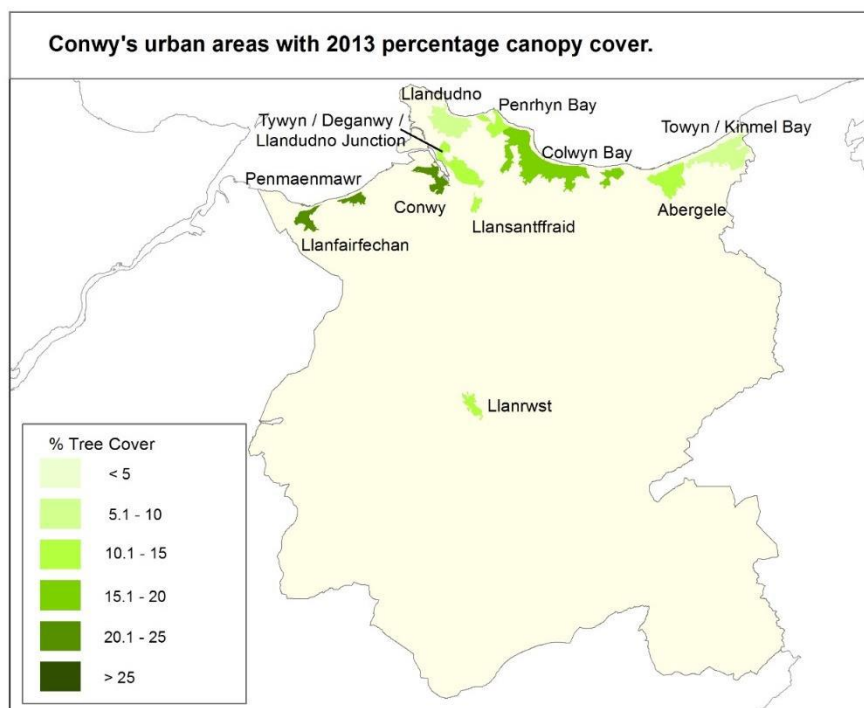 Conwy's urban areas with 2013 percentage canopy cover.
Llandudno
Penrhyn Bay
Tywyn / Deganwy /
Llandudno Junction
Towyn / Kinmel Bay
Colwyn Bay
Penmaenmawr
Conwy
Abergele
Llansantffraid
Llanfairfechan
Llanrwst
% Tree Cover
< 5
5.1 - 10
10.1 - 15
15.1 - 20
20.1 - 25
> 25